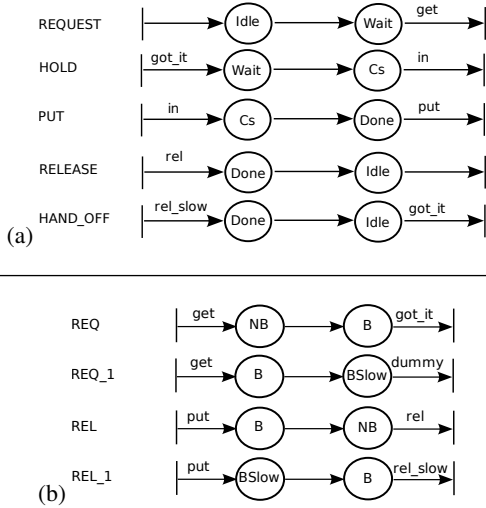 REQUEST Idle Wait get
HOLD got_it Wait Cs in
PUT in Cs Done put
RELEASE rel Done Idle
HAND_OFF rel_slow Done Idle got_it
(a)
REQ get NB B got_it
REQ_1 get B BSlow dummy
REL put B NB rel
REL_1 put BSlow B rel_slow
(b)